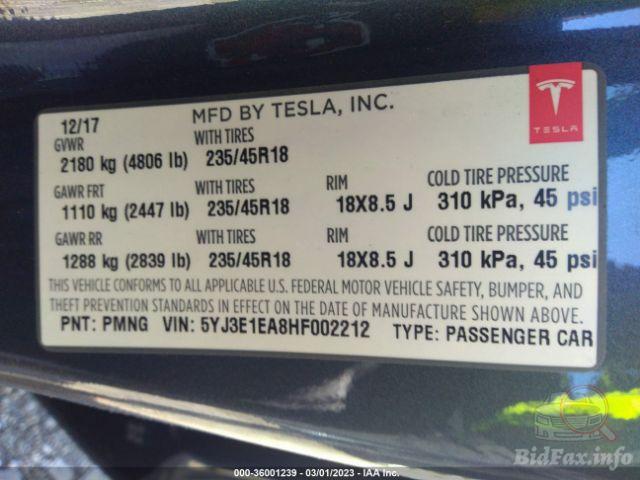 12/17 MFD BY TESLA, INC.
GVWR WITH TIRES
2180 kg (4806 lb) 235/45R18
TESLA
GAWR FRT WITH TIRES RIM COLD TIRE PRESSURE
1110 kg (2447 lb) 235/45R18 18X8.5 J 310 kPa, 45 psi
GAWR RR WITH TIRES RIM COLD TIRE PRESSURE
1288 kg (2839 lb) 235/45R18 18X8.5 J 310 kPa, 45 psi
THIS VEHICLE CONFORMS TO ALL APPLICABLE U.S. FEDERAL MOTOR VEHICLE SAFETY, BUMPER, AND
THEFT PREVENTION STANDARDS IN EFFECT ON THE DATE OF MANUFACTURE SHOWN ABOVE.
PNT: PMNG VIN: 5YJ3E1EA8HF002212 TYPE: PASSENGER CAR
BidFax.info
000-36001239 - 03/01/2023 - IAA Inc.